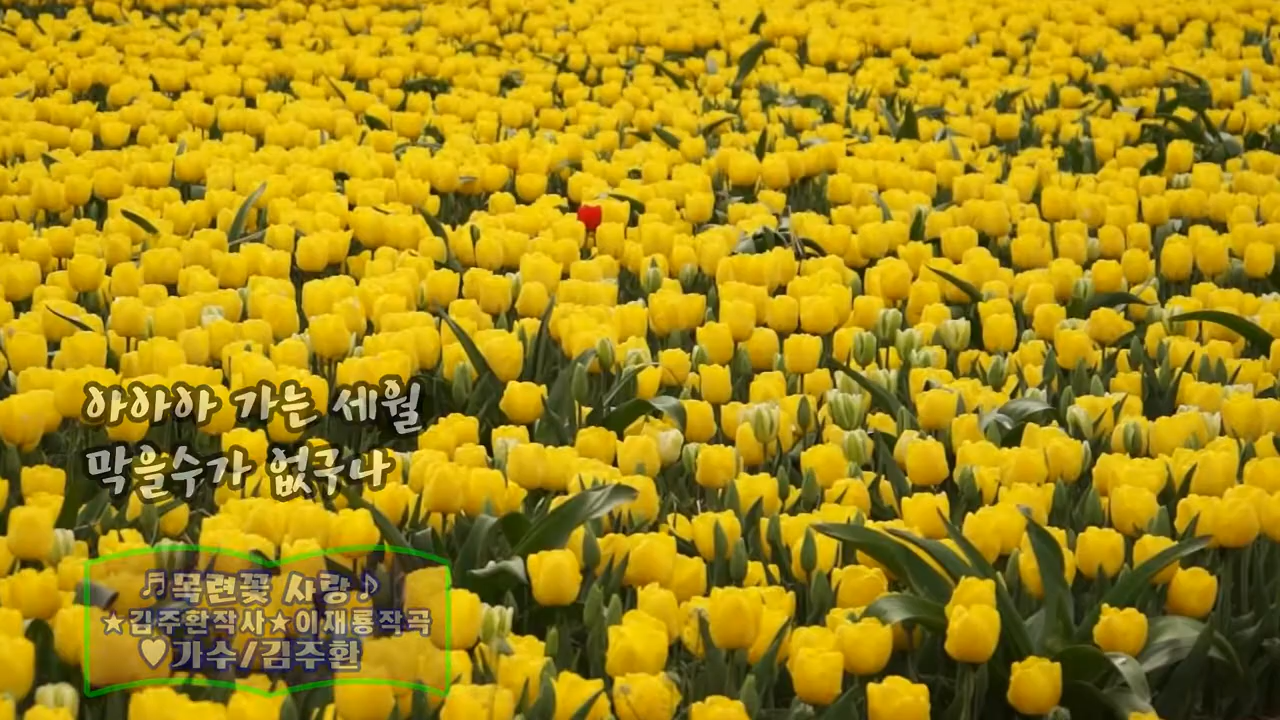 아아아 가는 세월
막을수가 없구나
♬목련꽃 사랑♪
★김주환작사★이재룡작곡
♥가수/김주환